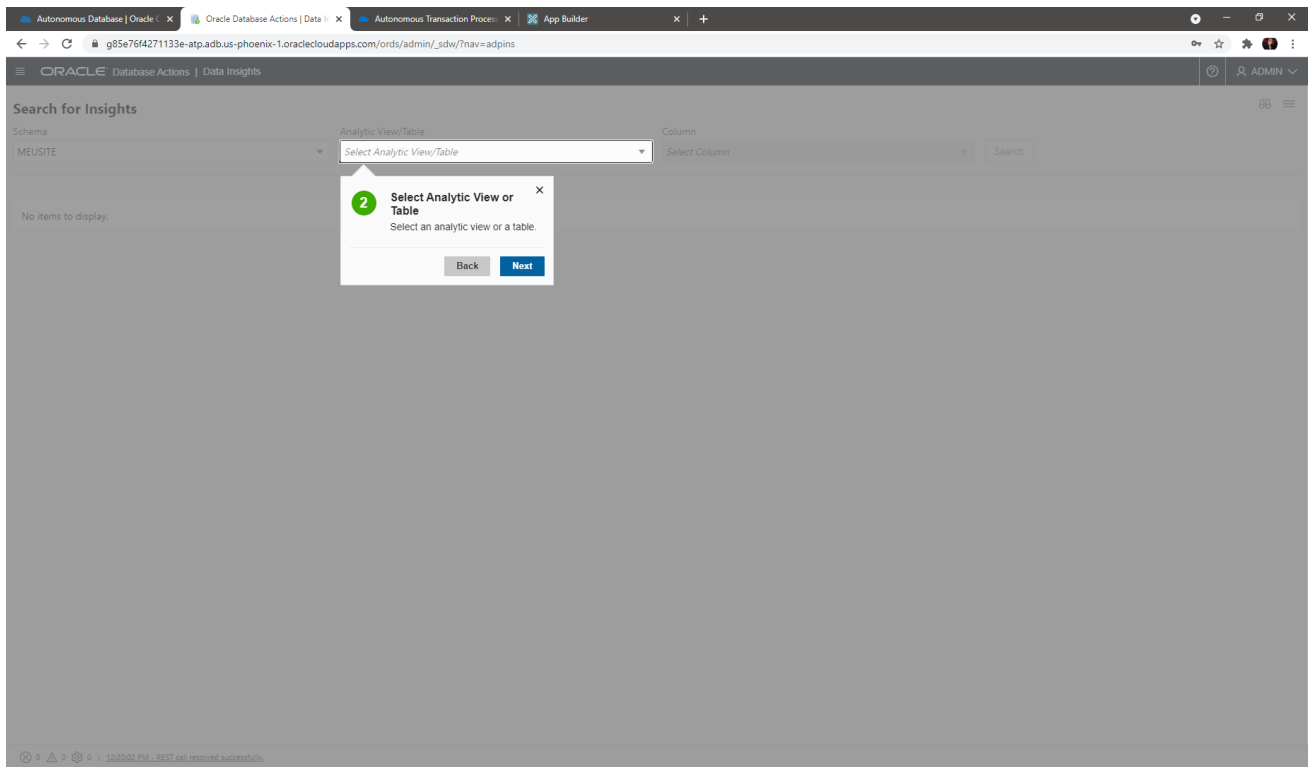 Autonomous Database | Oracle C
Oracle Database Actions | Data In
Autonomous Transaction Process
App Builder
g85e76f4271133e-atp.adb.us-phoenix-1.oraclecloudapps.com/ords/admin/_sdw/?nav=adpins
ORACLE Database Actions | Data Insights
ADMIN
Search for Insights
Schema
Analytic View/Table
Column
MEUSITE
Select Analytic View/Table
Select Column
Search
2
Select Analytic View or
Table
Select an analytic view or a table.
Back
Next
No items to display.
0 0 0 | 12:20:02 PM - REST call resolved successfully.